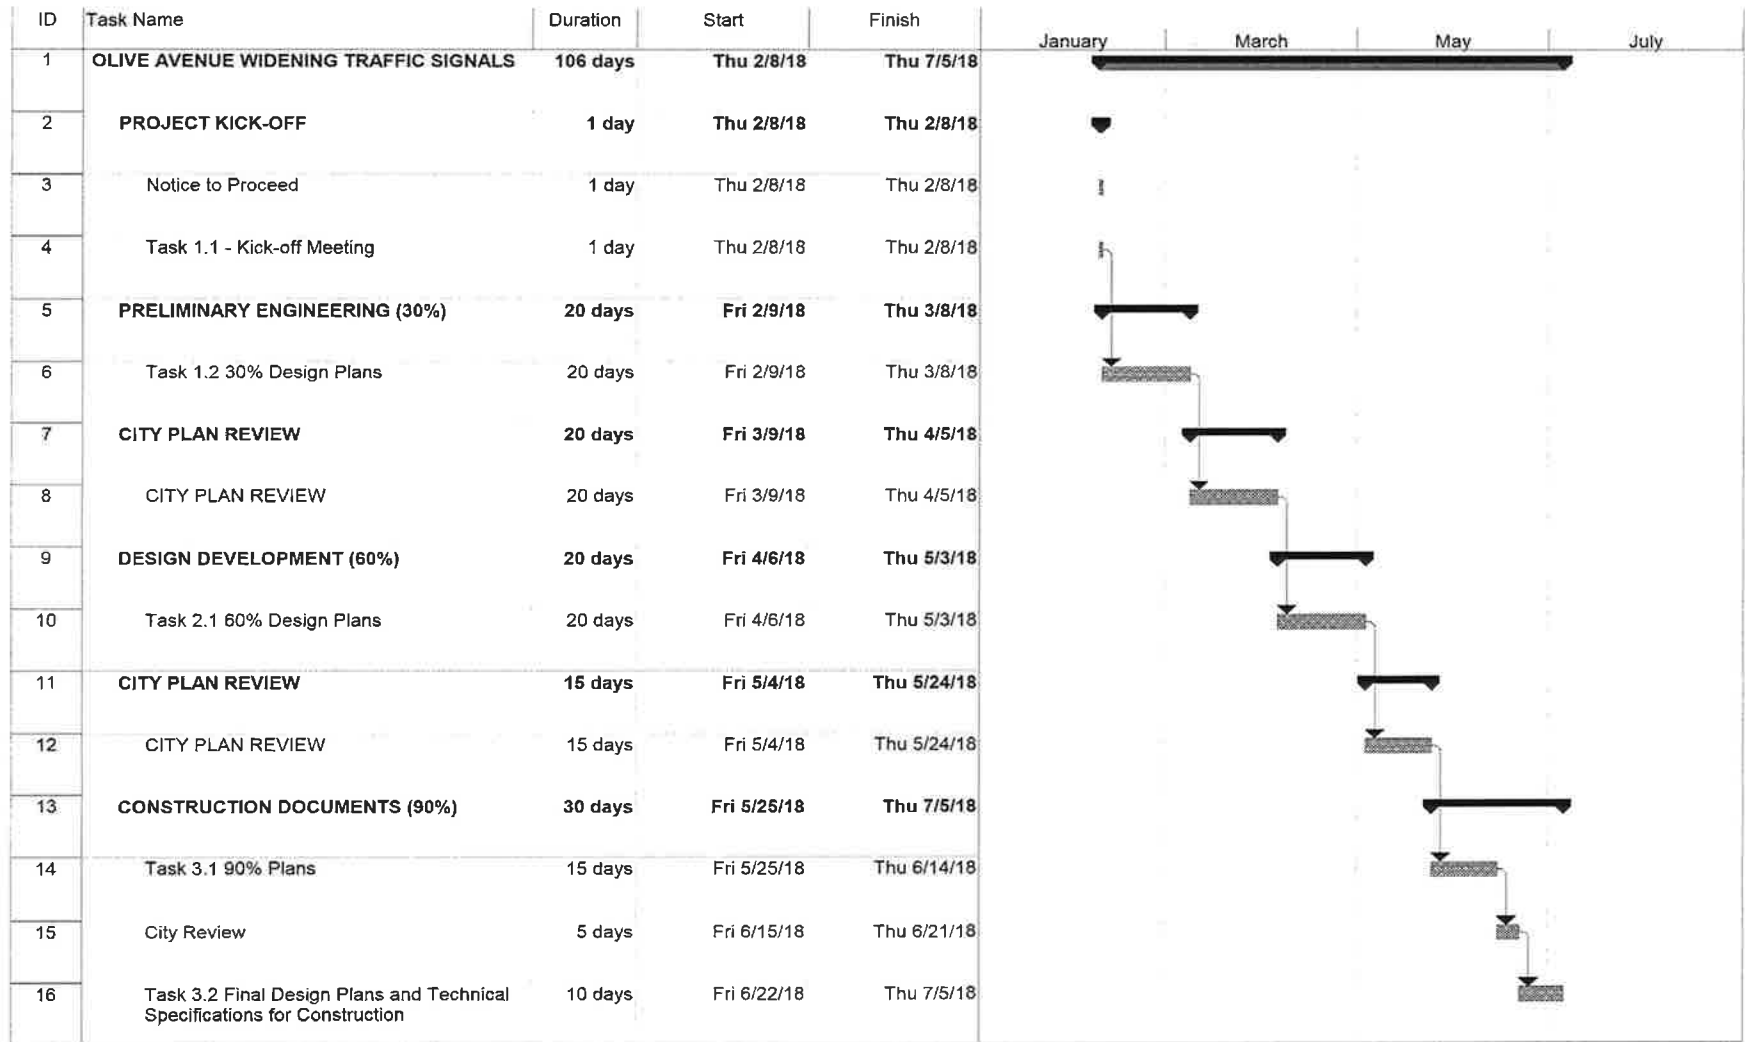 ID Task Name Duration Start Finish
January March May July
1 OLIVE AVENUE WIDENING TRAFFIC SIGNALS 106 days Thu 2/8/18 Thu 7/5/18
2 PROJECT KICK-OFF 1 day Thu 2/8/18 Thu 2/8/18
3 Notice to Proceed 1 day Thu 2/8/18 Thu 2/8/18
4 Task 1.1 - Kick-off Meeting 1 day Thu 2/8/18 Thu 2/8/18
5 PRELIMINARY ENGINEERING (30%) 20 days Fri 2/9/18 Thu 3/8/18
6 Task 1.2 30% Design Plans 20 days Fri 2/9/18 Thu 3/8/18
7 CITY PLAN REVIEW 20 days Fri 3/9/18 Thu 4/5/18
8 CITY PLAN REVIEW 20 days Fri 3/9/18 Thu 4/5/18
9 DESIGN DEVELOPMENT (60%) 20 days Fri 4/6/18 Thu 5/3/18
10 Task 2.1 60% Design Plans 20 days Fri 4/6/18 Thu 5/3/18
11 CITY PLAN REVIEW 15 days Fri 5/4/18 Thu 5/24/18
12 CITY PLAN REVIEW 15 days Fri 5/4/18 Thu 5/24/18
13 CONSTRUCTION DOCUMENTS (90%) 30 days Fri 5/25/18 Thu 7/5/18
14 Task 3.1 90% Plans 15 days Fri 5/25/18 Thu 6/14/18
15 City Review 5 days Fri 6/15/18 Thu 6/21/18
16 Task 3.2 Final Design Plans and Technical 10 days Fri 6/22/18 Thu 7/5/18
Specifications for Construction